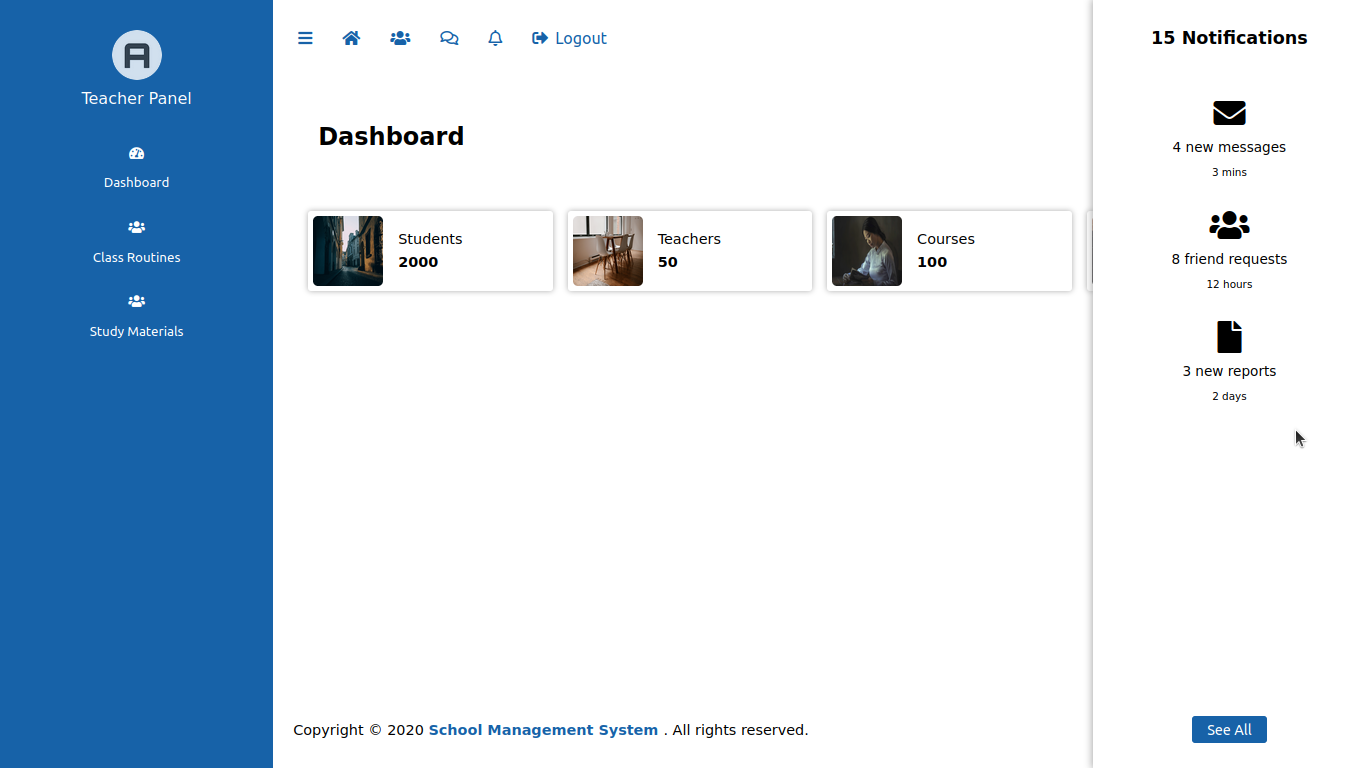 Teacher Panel
Dashboard
Class Routines
Study Materials
Logout
Dashboard
Students
2000
Teachers
50
Courses
100
Copyright © 2020 School Management System . All rights reserved.
15 Notifications
4 new messages
3 mins
8 friend requests
12 hours
3 new reports
2 days
See All